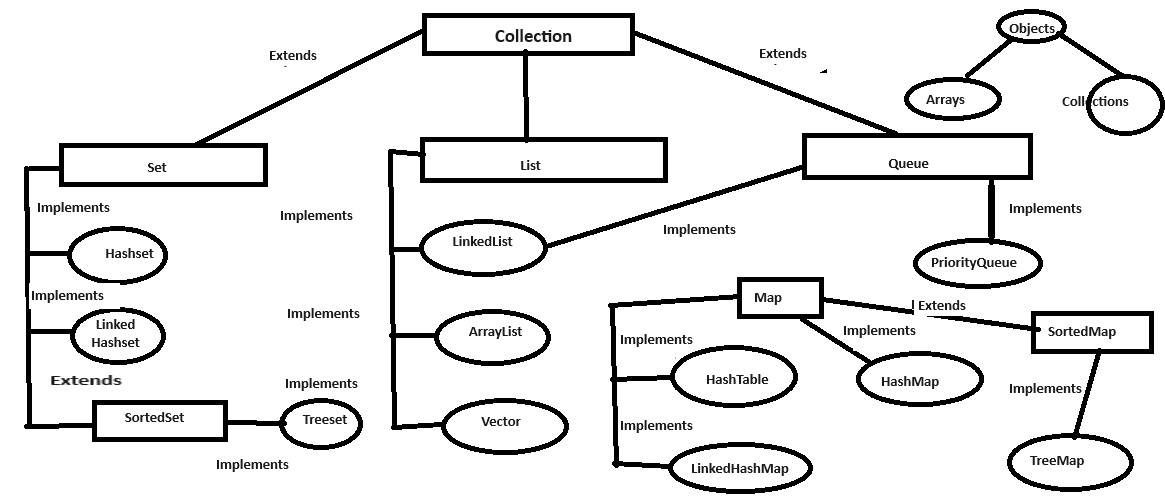 Collection
Objects
Extends
Extends
Arrays
Collections
Set
List
Queue
Implements
Implements
Implements
Implements
LinkedList
Hashset
PriorityQueue
Implements
Map
Extends
Implements
Linked
Hashset
ArrayList
Implements
Implements
SortedMap
Extends
Implements
HashTable
HashMap
Implements
SortedSet
Treeset
Vector
Implements
Implements
LinkedHashMap
TreeMap